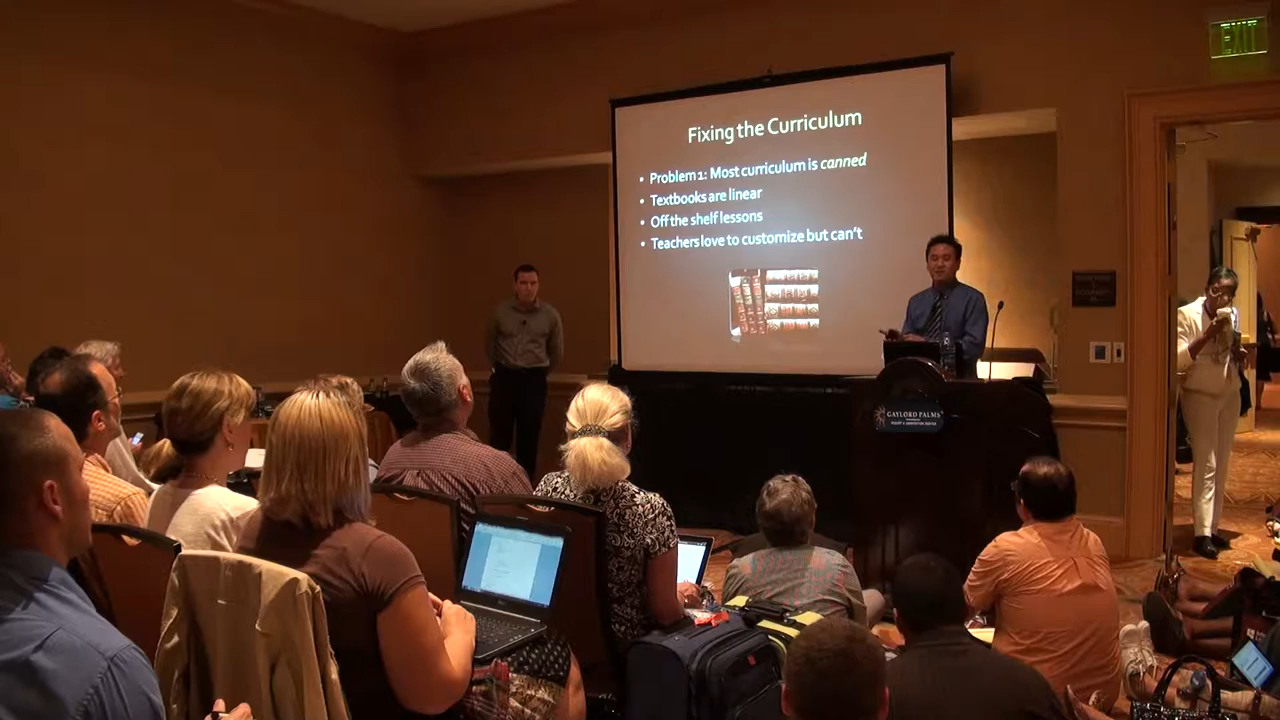 EXIT
Fixing the Curriculum
• Problem 1: Most curriculum is canned
• Textbooks are linear
• Off the shelf lessons
• Teachers love to customize but can't
GAYLORD PALMS